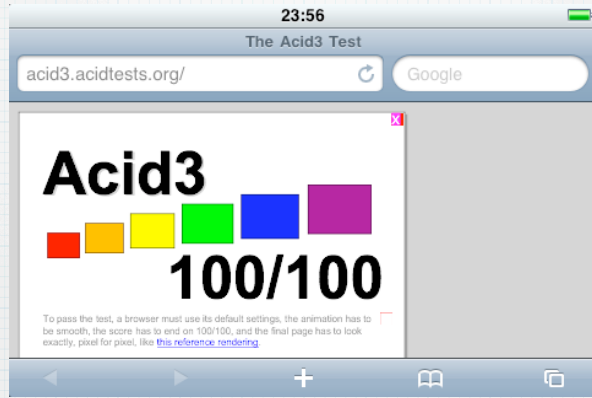 23:56
The Acid3 Test
acid3.acidtests.org/ Google
X
Acid3
100/100
To pass the test, a browser must use its default settings, the animation has to
be smooth, the score has to end on 100/100, and the final page has to look
exactly, pixel for pixel, like this reference rendering.